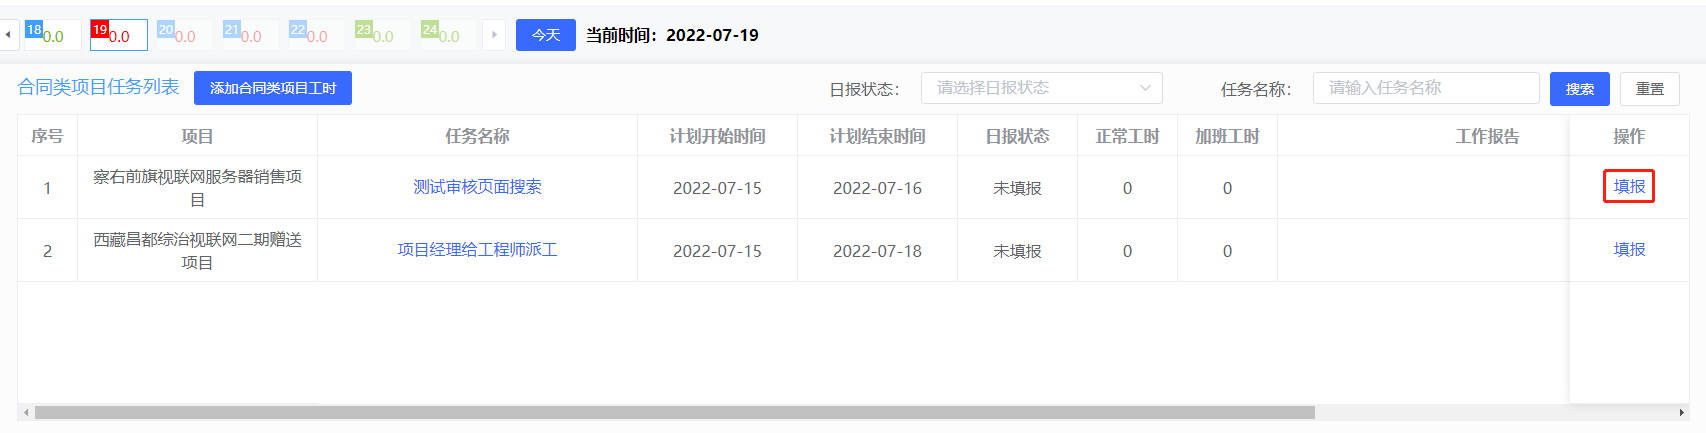 18 0.0 19 0.0 20 0.0 21 0.0 22 0.0 23 0.0 24 0.0 今天 当前时间：2022-07-19
合同类项目任务列表 添加合同类项目工时 日报状态： 请选择日报状态 任务名称： 请输入任务名称 搜索 重置
序号 项目 任务名称 计划开始时间 计划结束时间 日报状态 正常工时 加班工时 工作报告 操作
1 察右前旗视联网服务器销售项目 测试审核页面搜索 2022-07-15 2022-07-16 未填报 0 0 填报
2 西藏昌都综治视联网二期赠送项目 项目经理给工程师派工 2022-07-15 2022-07-18 未填报 0 0 填报